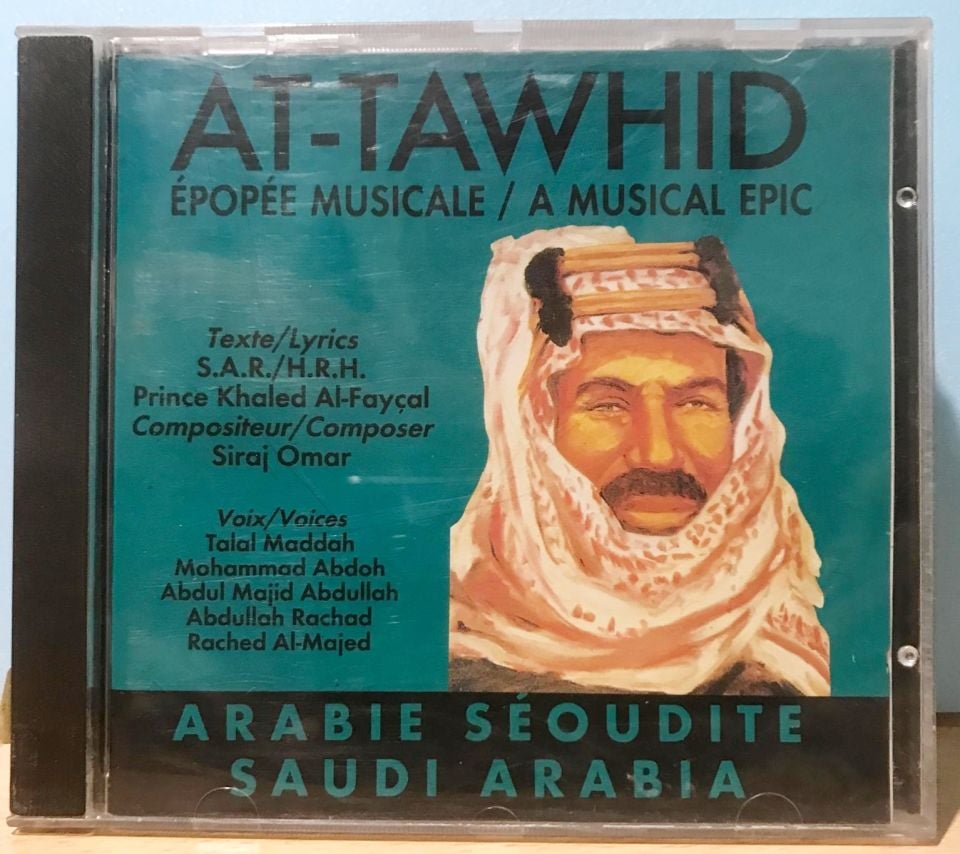 AT-TAWHID
ÉPOPÉE MUSICALE / A MUSICAL EPIC
Texte/Lyrics
S.A.R./H.R.H.
Prince Khaled Al-Fayçal
Compositeur/Composer
Siraj Omar
Voix/Voices
Talal Maddah
Mohammad Abdoh
Abdul Majid Abdullah
Abdullah Rachad
Rached Al-Majed
ARABIE SÉOUDITE
SAUDI ARABIA